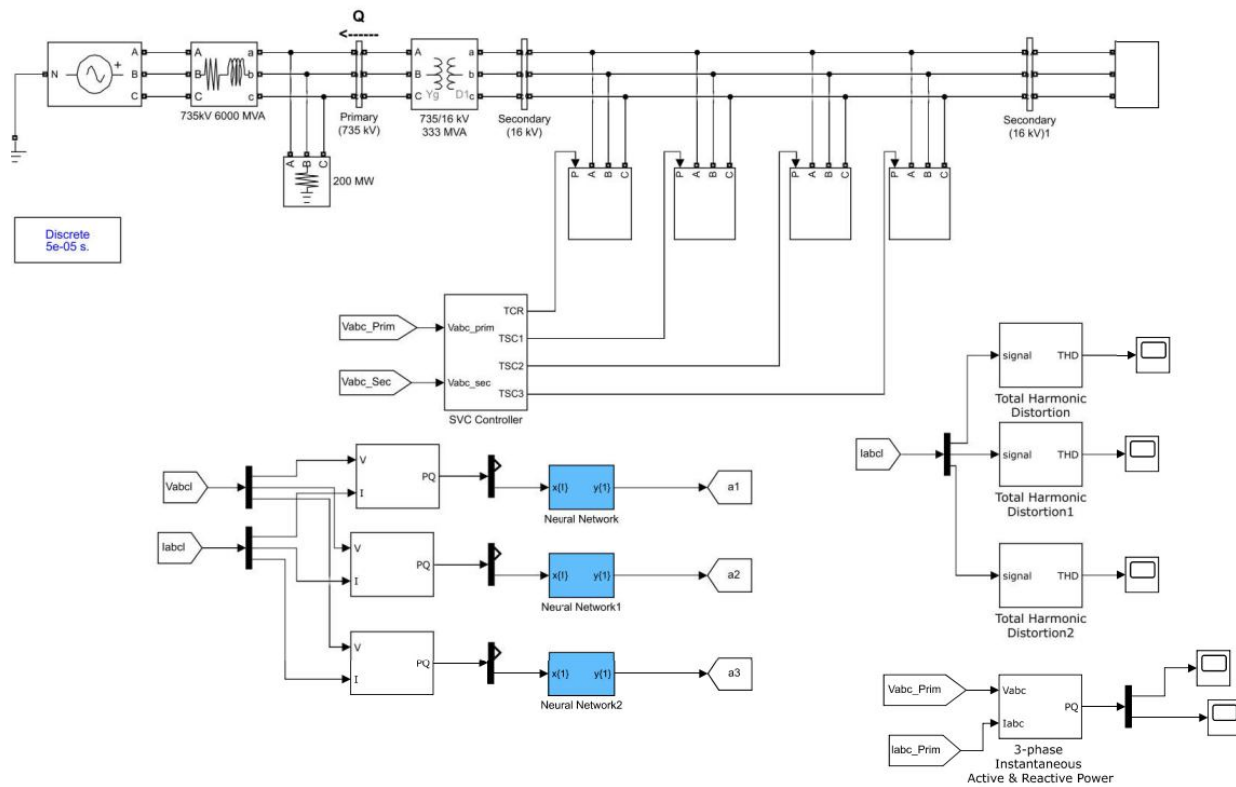 Q
<------
N
A
B
C
A
B
C
a
b
c
735kV 6000 MVA
A
B
C
200 MW
Primary
(735 kV)
A
B
C
a
b
c
Yg
D1
735/16 kV
333 MVA
Secondary
(16 kV)
Secondary
(16 kV)1
P
A
B
C
P
A
B
C
P
A
B
C
P
A
B
C
Discrete
5e-05 s.
Vabc_Prim
Vabc_Sec
Vabc_prim
Vabc_sec
TCR
TSC1
TSC2
TSC3
SVC Controller
Vabcl
Iabcl
V
I
PQ
x{1}
y{1}
Neural Network
a1
V
I
PQ
x{1}
y{1}
Neural Network1
a2
V
I
PQ
x{1}
y{1}
Neural Network2
a3
Iabcl
signal
THD
Total Harmonic
Distortion
signal
THD
Total Harmonic
Distortion1
signal
THD
Total Harmonic
Distortion2
Vabc_Prim
Iabc_Prim
Vabc
Iabc
PQ
3-phase
Instantaneous
Active & Reactive Power